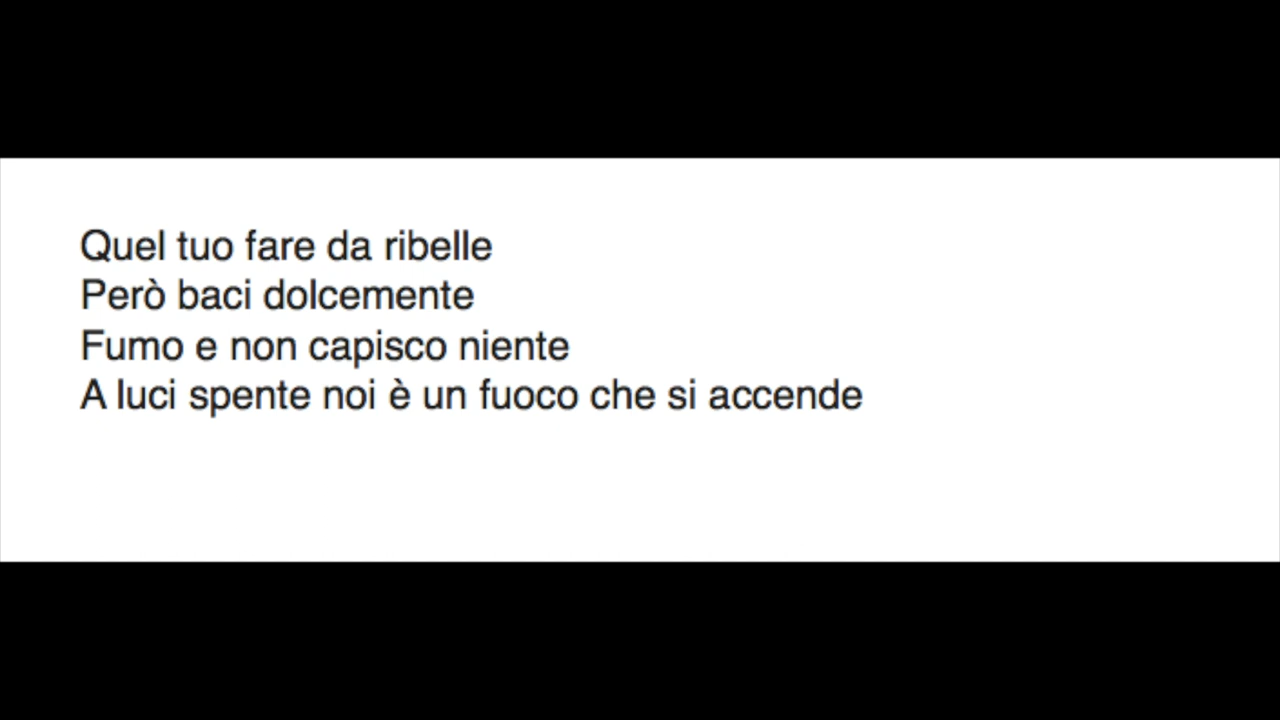 Quel tuo fare da ribelle
Però baci dolcemente
Fumo e non capisco niente
A luci spente noi è un fuoco che si accende